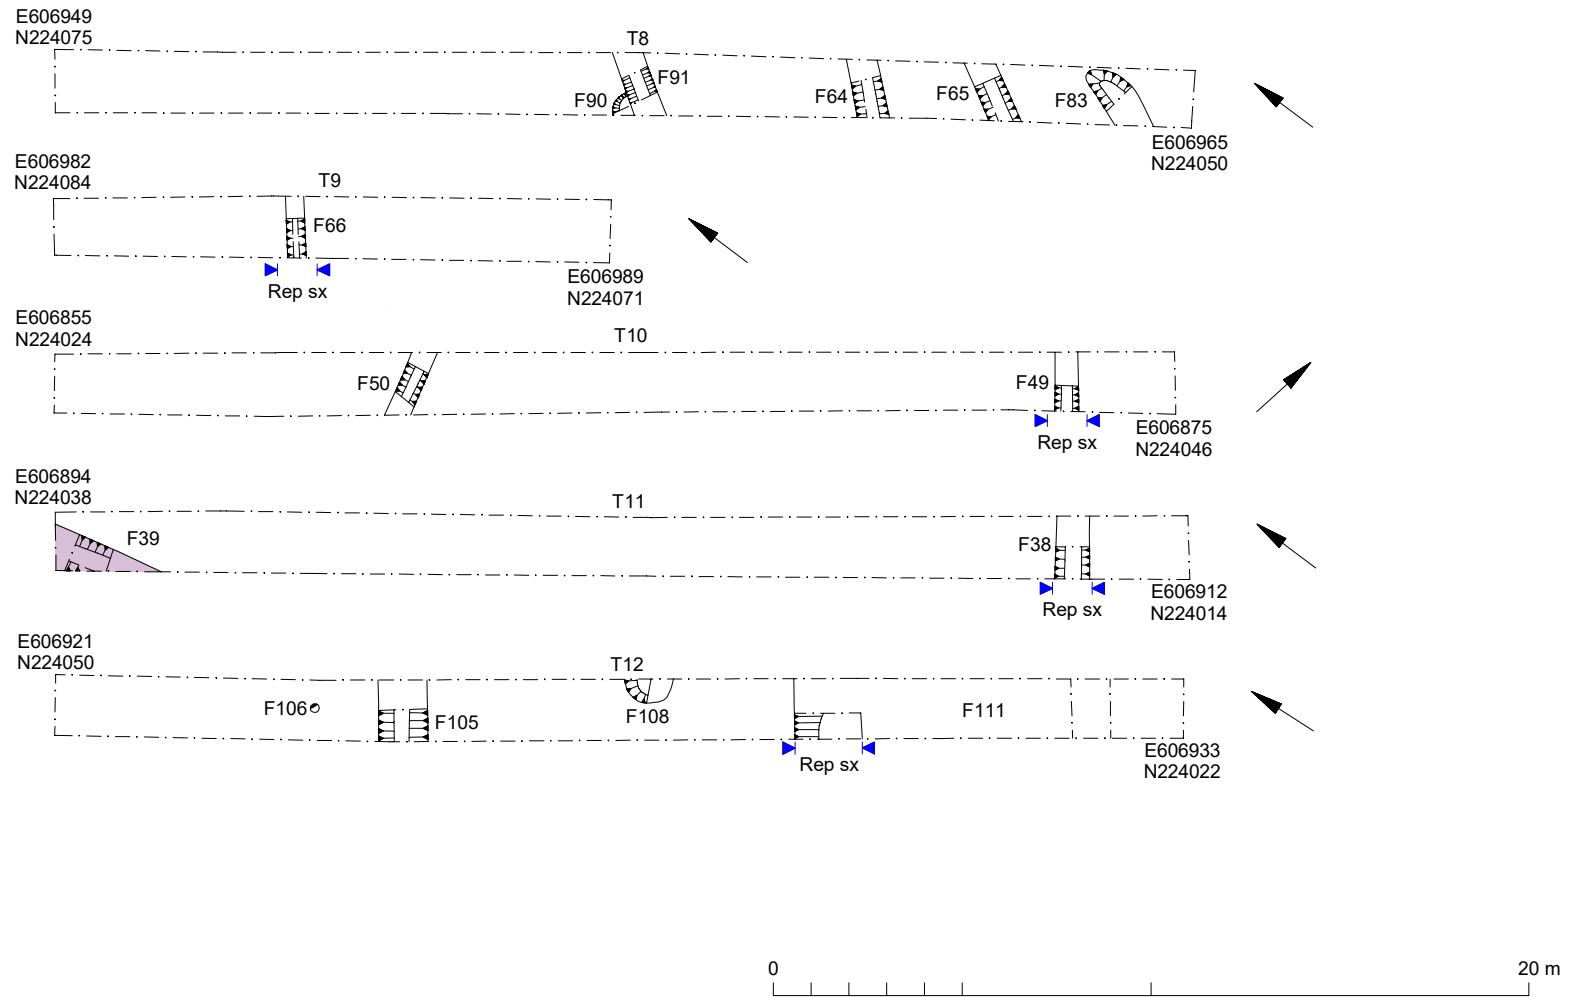 E606949
N224075
T8
F91
F90
F64
F65
F83
E606965
N224050
E606982
N224084
T9
F66
Rep sx
E606989
N224071
E606855
N224024
T10
F50
F49
Rep sx
E606875
N224046
E606894
N224038
T11
F39
F38
Rep sx
E606912
N224014
E606921
N224050
T12
F106
F105
F108
F111
Rep sx
E606933
N224022
0
20 m